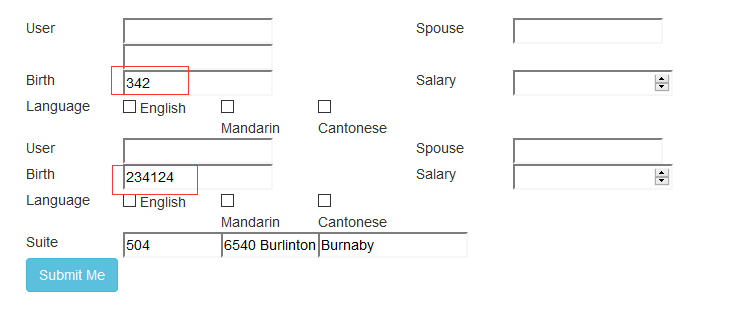 User Spouse
Birth 342 Salary
Language English Mandarin Cantonese
User Spouse
Birth 234124 Salary
Language English Mandarin Cantonese
Suite 504 6540 Burlinton Burnaby
Submit Me